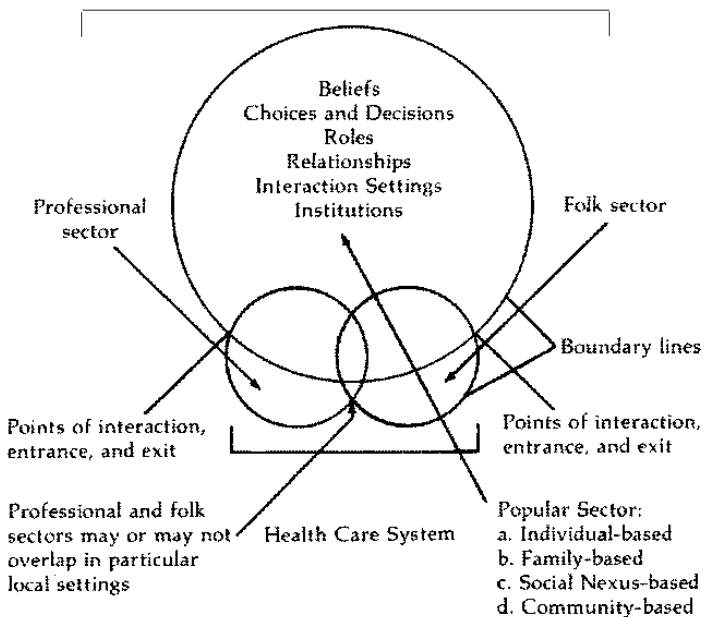 Beliefs
Choices and Decisions
Roles
Relationships
Interaction Settings
Institutions
Professional
sector
Folk sector
Boundary lines
Points of interaction,
entrance, and exit
Points of interaction,
entrance, and exit
Professional and folk
sectors may or may not
overlap in particular
local settings
Health Care System
Popular Sector:
a. Individual-based
b. Family-based
c. Social Nexus-based
d. Community-based